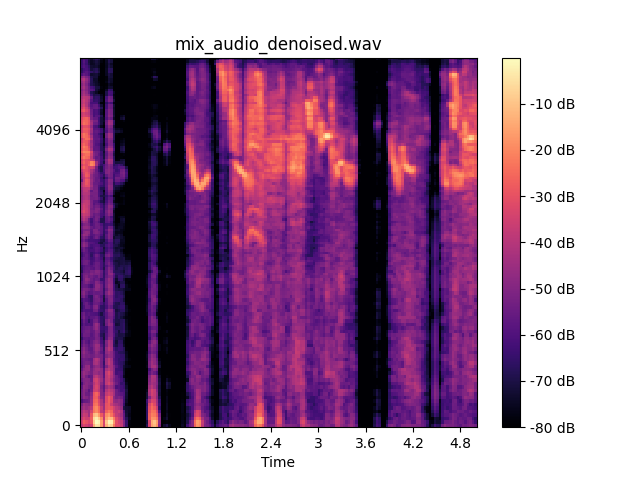 mix_audio_denoised.wav
Hz
4096
2048
1024
512
0
0 0.6 1.2 1.8 2.4 3 3.6 4.2 4.8
Time
-10 dB
-20 dB
-30 dB
-40 dB
-50 dB
-60 dB
-70 dB
-80 dB